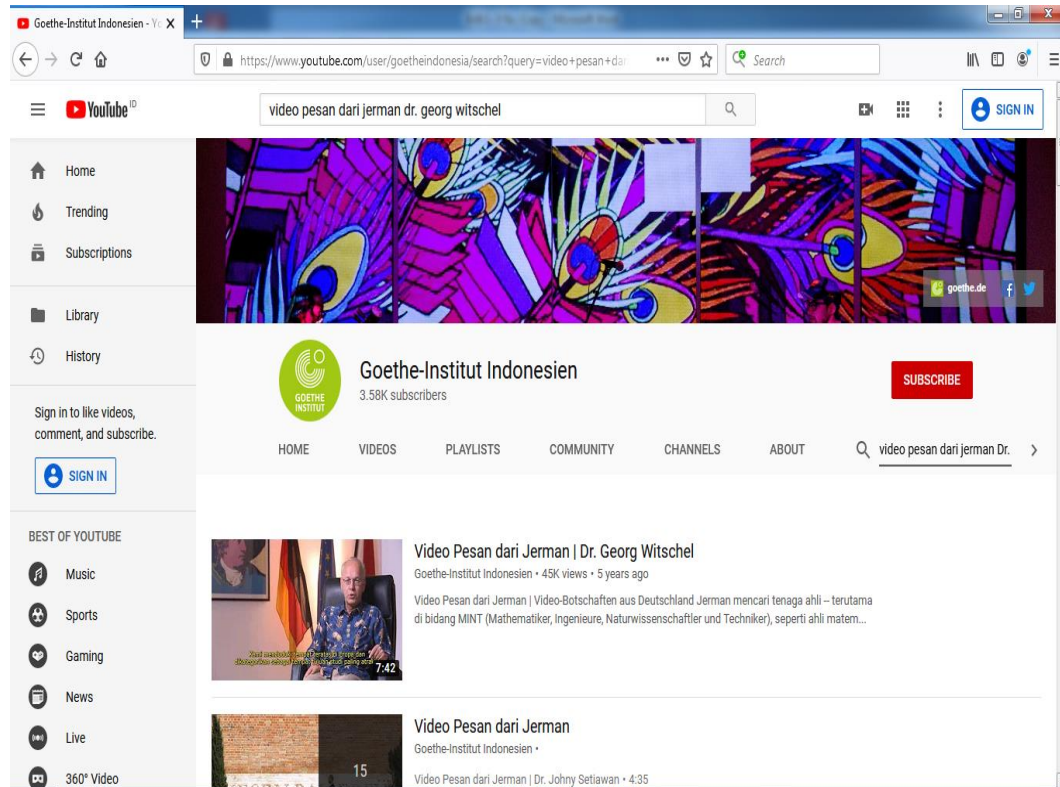 Goethe-Institut Indonesien - Yo
https://www.youtube.com/user/goetheindonesia/search?query=video+pesan+dar
Search
YouTube ID
video pesan dari jerman dr. georg witschel
SIGN IN
Home
Trending
Subscriptions
Library
History
Sign in to like videos,
comment, and subscribe.
SIGN IN
BEST OF YOUTUBE
Music
Sports
Gaming
News
Live
360° Video
goethe.de
GOETHE
INSTITUT
Goethe-Institut Indonesien
3.58K subscribers
SUBSCRIBE
HOME VIDEOS PLAYLISTS COMMUNITY CHANNELS ABOUT video pesan dari jerman Dr.
7:42
Video Pesan dari Jerman | Dr. Georg Witschel
Goethe-Institut Indonesien • 45K views • 5 years ago
Video Pesan dari Jerman | Video-Botschaften aus Deutschland Jerman mencari tenaga ahli – terutama
di bidang MINT (Mathematiker, Ingenieure, Naturwissenschaftler und Techniker), seperti ahli matem...
15
Video Pesan dari Jerman
Goethe-Institut Indonesien •
Video Pesan dari Jerman | Dr. Johny Setiawan • 4:35